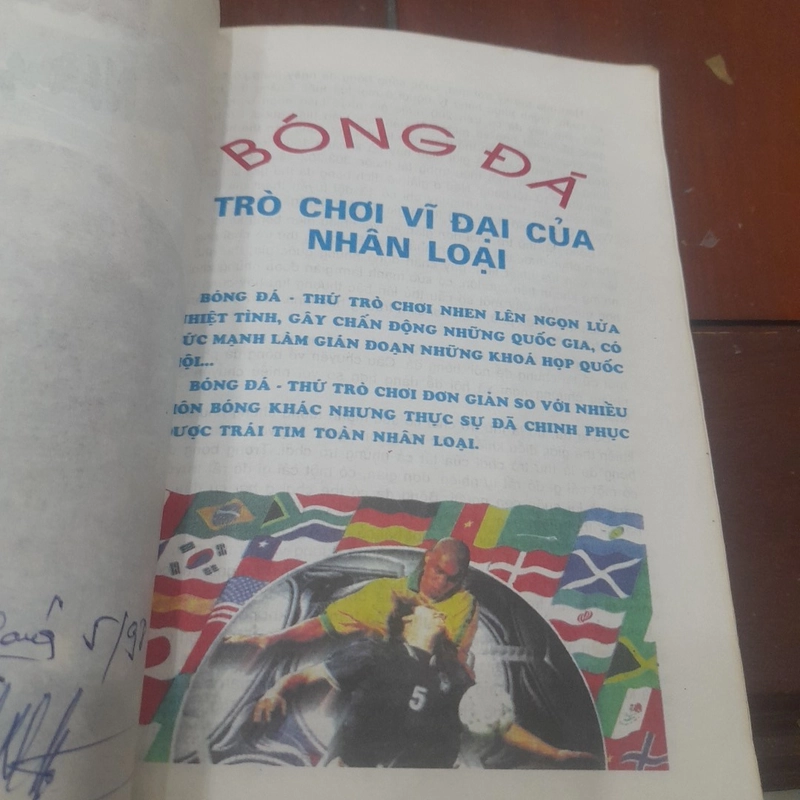 BÓNG ĐÁ
TRÒ CHƠI VĨ ĐẠI CỦA
NHÂN LOẠI
BÓNG ĐÁ - THỨ TRÒ CHƠI NHEN LÊN NGỌN LỬA
NHIỆT TÌNH, GÂY CHẤN ĐỘNG NHỮNG QUỐC GIA, CÓ
SỨC MẠNH LÀM GIÁN ĐOẠN NHỮNG KHOÁ HỌP QUỐC
HỘI...
BÓNG ĐÁ - THỨ TRÒ CHƠI ĐƠN GIẢN SO VỚI NHIỀU
MÔN BÓNG KHÁC NHƯNG THỰC SỰ ĐÃ CHINH PHỤC
ĐƯỢC TRÁI TIM TOÀN NHÂN LOẠI.
5